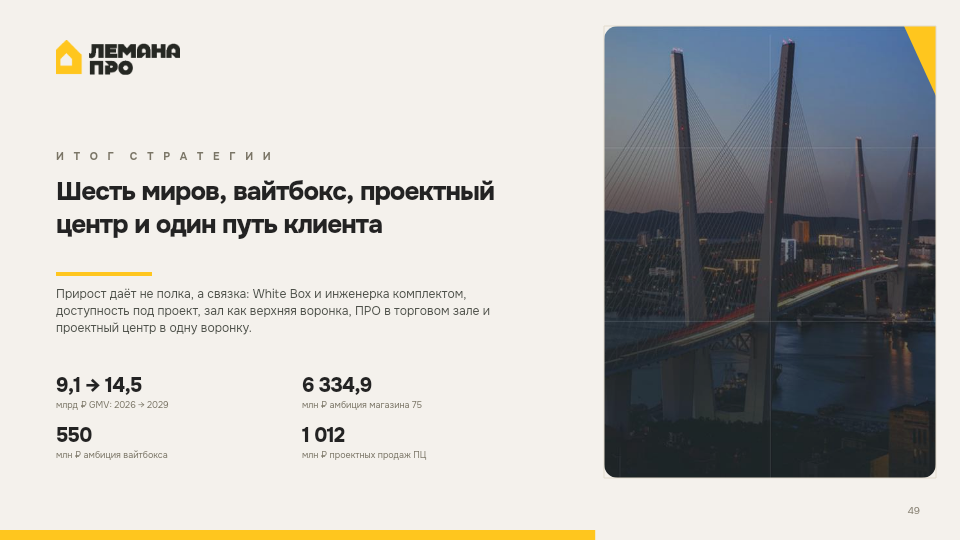 ЛЕМАНА
ПРО
ИТОГ СТРАТЕГИИ
Шесть миров, вайтбокс, проектный
центр и один путь клиента
Прирост даёт не полка, а связка: White Box и инженерка комплектом,
доступность под проект, зал как верхняя воронка, ПРО в торговом зале и
проектный центр в одну воронку.
9,1 → 14,5
млрд ₽ GMV: 2026 → 2029
6 334,9
млн ₽ амбиция магазина 75
550
млн ₽ амбиция вайтбокса
1 012
млн ₽ проектных продаж ПЦ
49